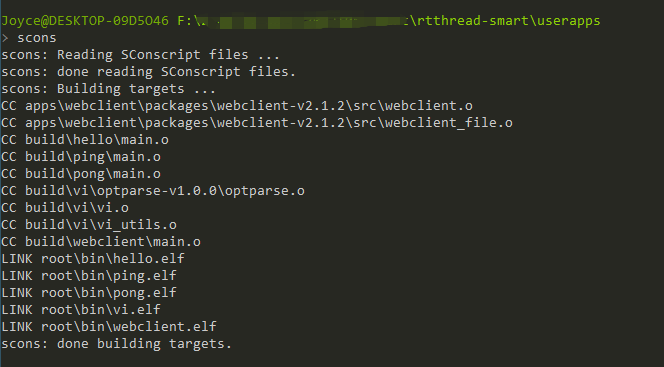 Joyce@DESKTOP-09D5O46 F:\ \rtthread-smart\userapps
> scons
scons: Reading SConscript files ...
scons: done reading SConscript files.
scons: Building targets ...
CC apps\webclient\packages\webclient-v2.1.2\src\webclient.o
CC apps\webclient\packages\webclient-v2.1.2\src\webclient_file.o
CC build\hello\main.o
CC build\ping\main.o
CC build\pong\main.o
CC build\vi\optparse-v1.0.0\optparse.o
CC build\vi\vi.o
CC build\vi\vi_utils.o
CC build\webclient\main.o
LINK root\bin\hello.elf
LINK root\bin\ping.elf
LINK root\bin\pong.elf
LINK root\bin\vi.elf
LINK root\bin\webclient.elf
scons: done building targets.